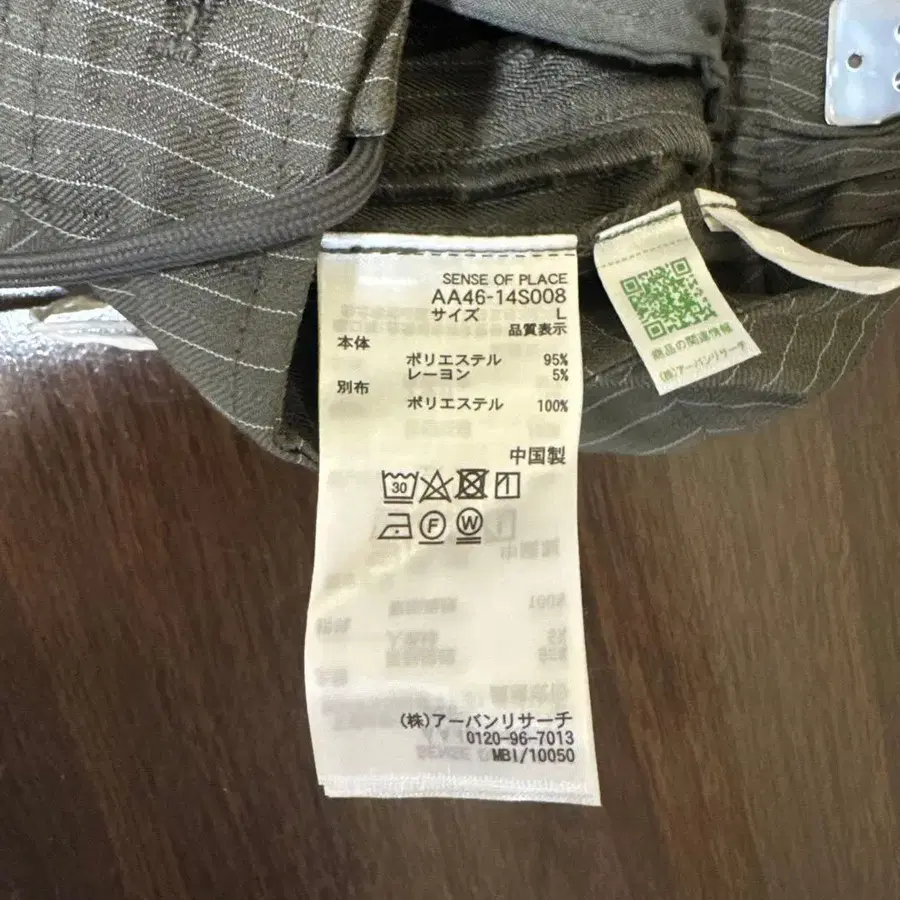 SENSE OF PLACE
AA46-14S008
サイズ L
品質表示
本体
ポリエステル 95%
レーヨン 5%
別布
ポリエステル 100%
中国製
30
F W
(株)アーバンリサーチ
0120-96-7013
MBI/10050
商品の関連情報
(株)アーバンリサーチ